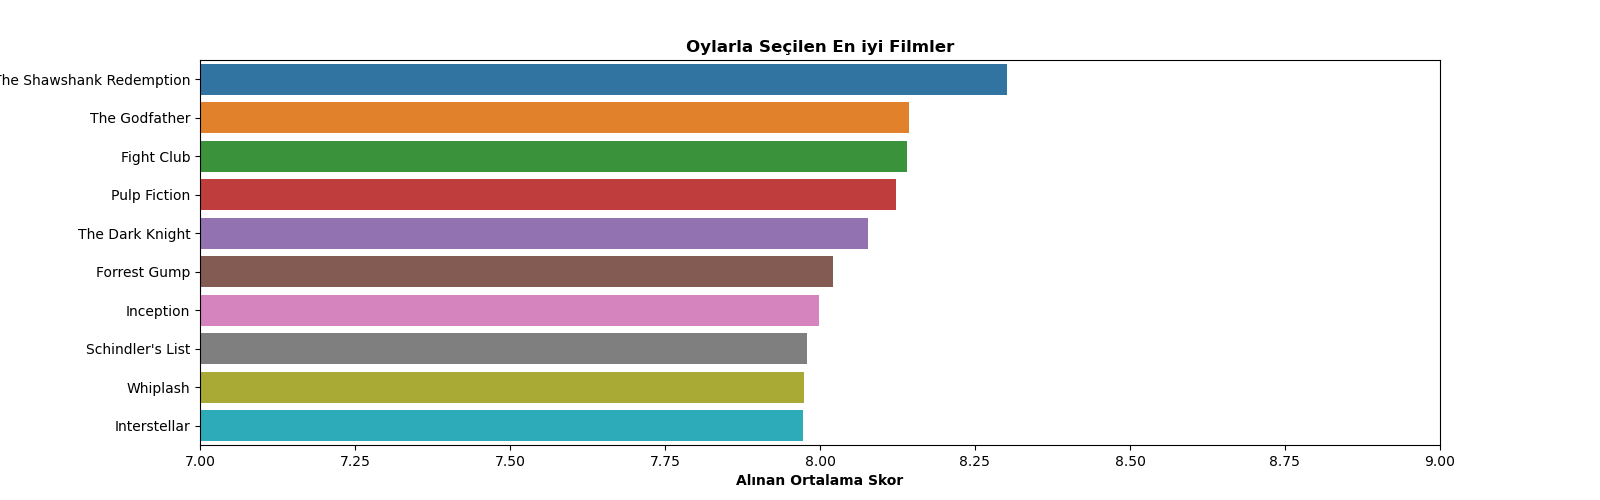 Oylarla Seçilen En iyi Filmler
The Shawshank Redemption
The Godfather
Fight Club
Pulp Fiction
The Dark Knight
Forrest Gump
Inception
Schindler's List
Whiplash
Interstellar
7.00 7.25 7.50 7.75 8.00 8.25 8.50 8.75 9.00
Alınan Ortalama Skor